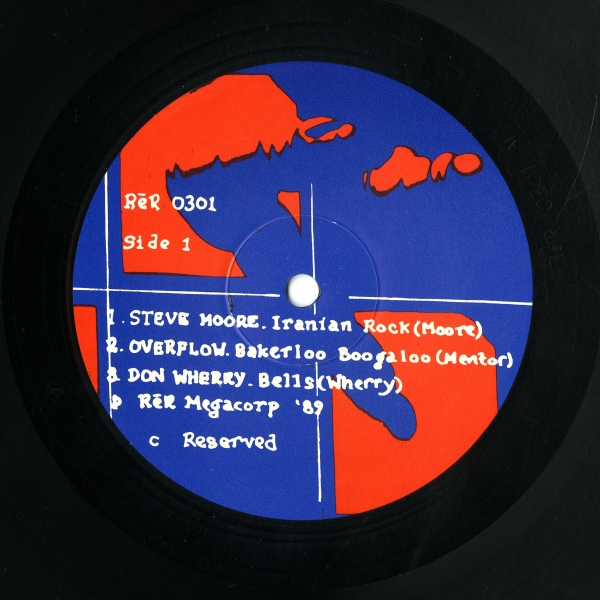 RēR 0301
Side 1
1. STEVE MOORE. Iranian Rock (Moore)
2. OVERFLOW. Bakerloo Boogaloo (Mentor)
3 DON WHERRY. Bells (Wherry)
p RēR Megacorp '89
c Reserved